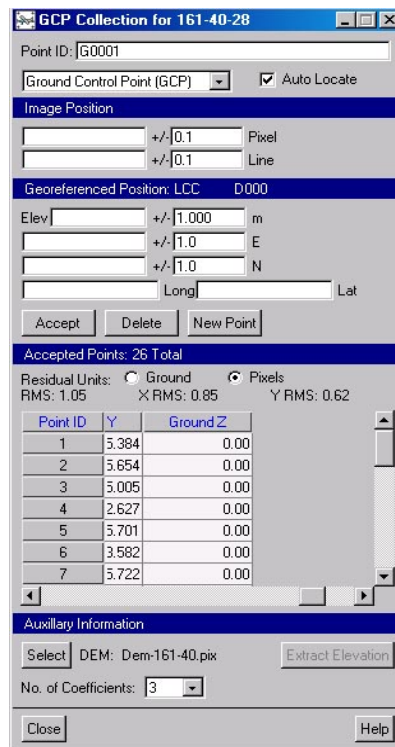 GCP Collection for 161-40-28
Point ID: G0001
Ground Control Point (GCP) Auto Locate
Image Position
+/- 0.1 Pixel
+/- 0.1 Line
Georeferenced Position: LCC D000
Elev +/- 1.000 m
+/- 1.0 E
+/- 1.0 N
Long Lat
Accept Delete New Point
Accepted Points: 26 Total
Residual Units: Ground Pixels
RMS: 1.05 X RMS: 0.85 Y RMS: 0.62
Point ID Y Ground Z
1 5.384 0.00
2 5.654 0.00
3 5.005 0.00
4 2.627 0.00
5 5.701 0.00
6 3.582 0.00
7 5.722 0.00
Auxillary Information
Select DEM: Dem-161-40.pix Extract Elevation
No. of Coefficients: 3
Close Help